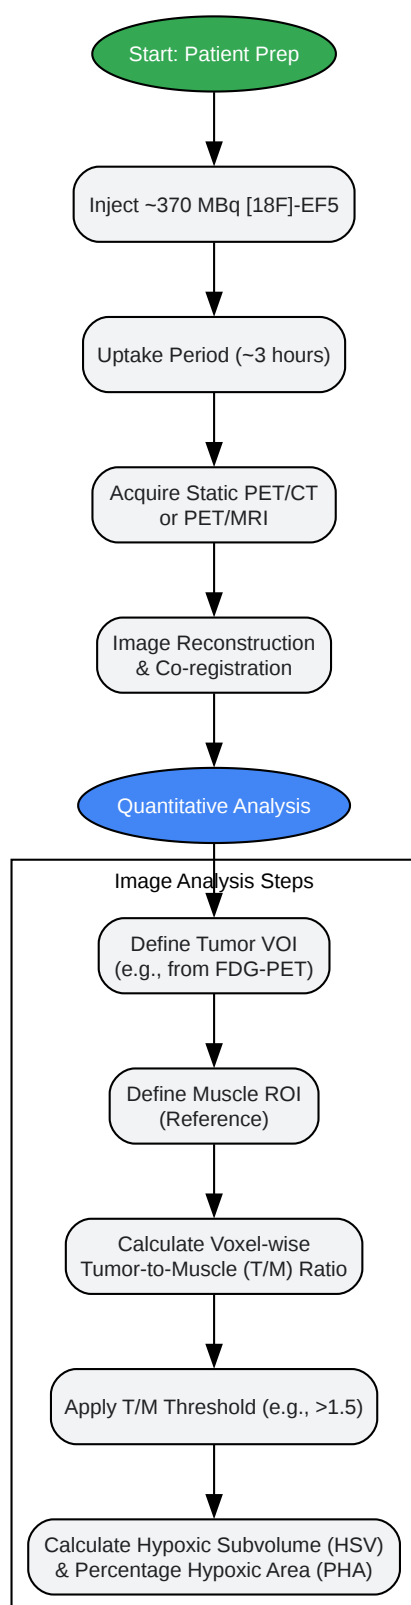 Start: Patient Prep
Inject ~370 MBq [18F]-EF5
Uptake Period (~3 hours)
Acquire Static PET/CT
or PET/MRI
Image Reconstruction
& Co-registration
Quantitative Analysis
Image Analysis Steps
Define Tumor VOI
(e.g., from FDG-PET)
Define Muscle ROI
(Reference)
Calculate Voxel-wise
Tumor-to-Muscle (T/M) Ratio
Apply T/M Threshold (e.g., >1.5)
Calculate Hypoxic Subvolume (HSV)
& Percentage Hypoxic Area (PHA)